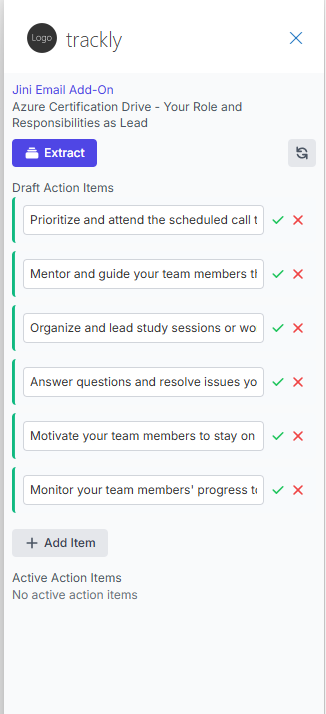 Logo
trackly
Jini Email Add-On
Azure Certification Drive - Your Role and
Responsibilities as Lead
Extract
Draft Action Items
Prioritize and attend the scheduled call t
Mentor and guide your team members th
Organize and lead study sessions or wo
Answer questions and resolve issues yo
Motivate your team members to stay on
Monitor your team members' progress to
Add Item
Active Action Items
No active action items